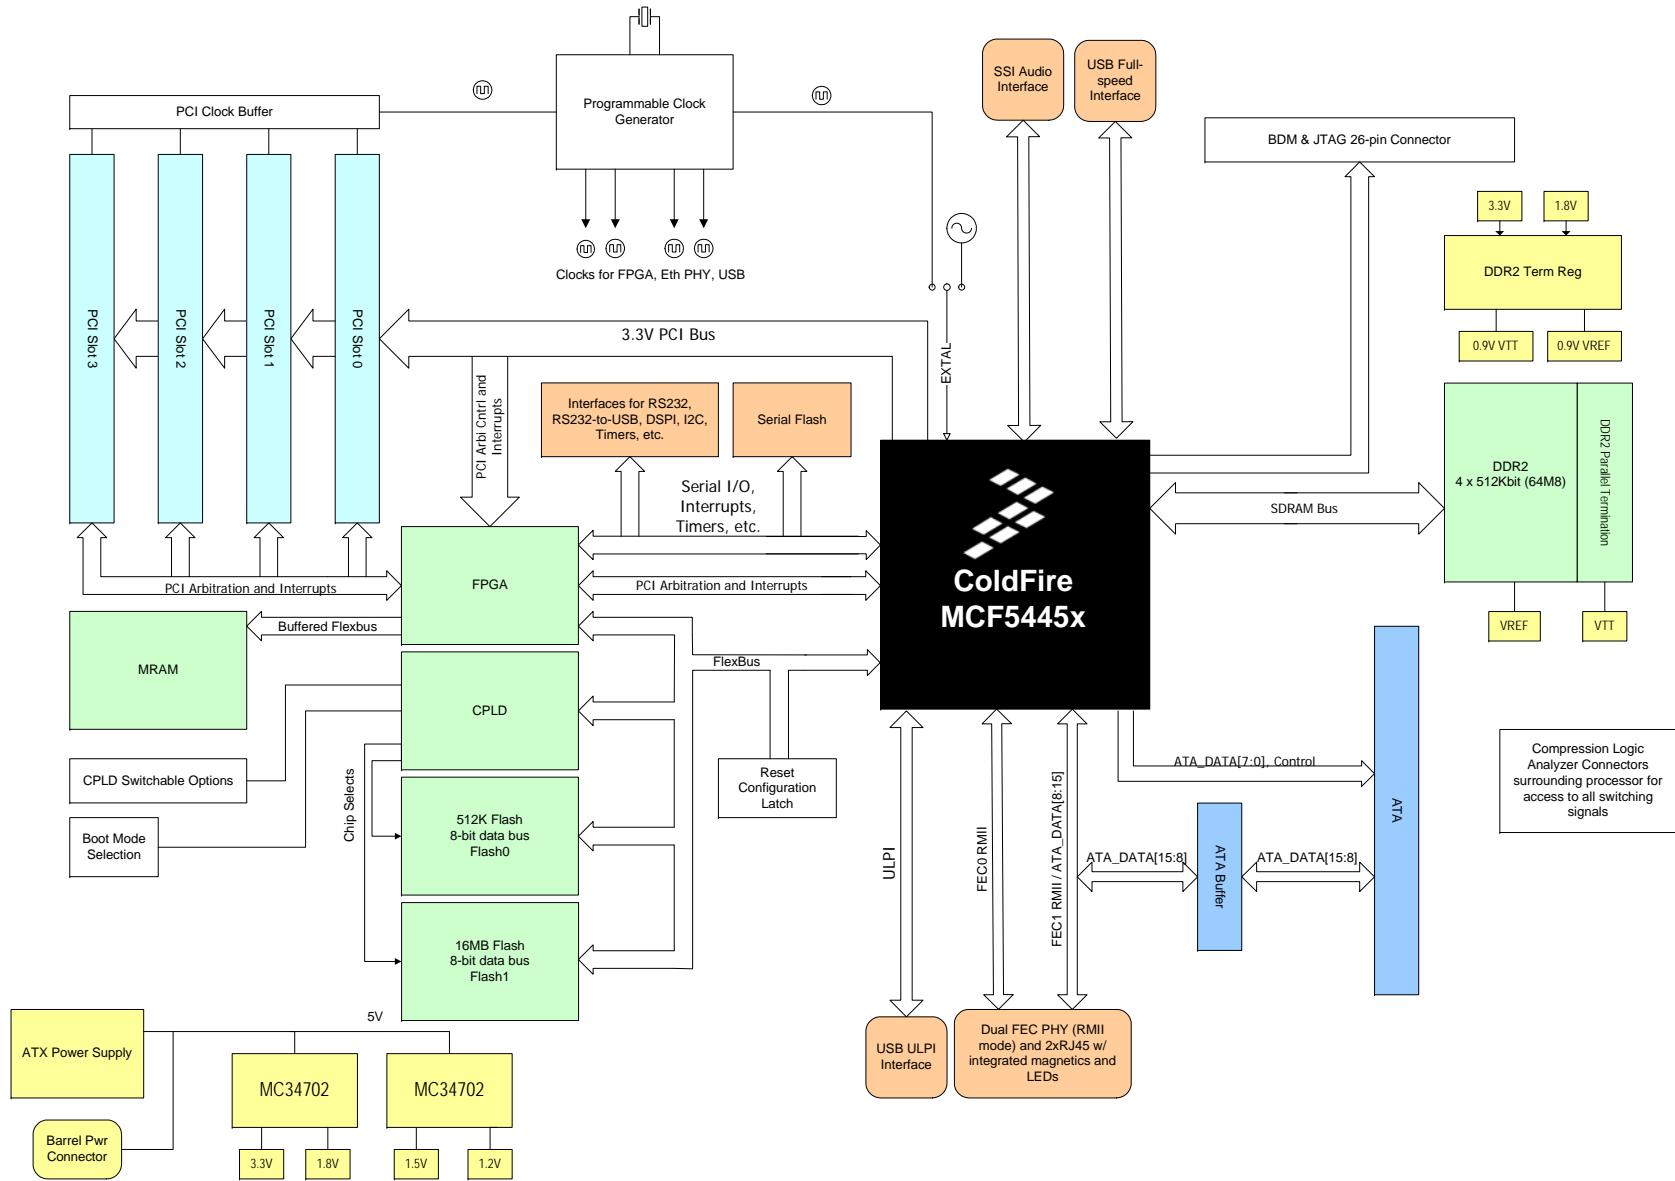 SSI Audio
Interface
USB Full-
speed
Interface
PCI Clock Buffer
Programmable Clock
Generator
BDM & JTAG 26-pin Connector
3.3V
1.8V
DDR2 Term Reg
0.9V VTT
0.9V VREF
Clocks for FPGA, Eth PHY, USB
PCI Slot 3
PCI Slot 2
PCI Slot 1
PCI Slot 0
3.3V PCI Bus
EXTAL
PCI Arbi Cntrl and
Interrupts
Interfaces for RS232,
RS232-to-USB, DSPI, I2C,
Timers, etc.
Serial Flash
Serial I/O,
Interrupts,
Timers, etc.
DDR2
4 x 512Kbit (64M8)
DDR2 Parallel Termination
SDRAM Bus
VREF
VTT
ColdFire
MCF5445x
FPGA
PCI Arbitration and Interrupts
PCI Arbitration and Interrupts
Buffered Flexbus
MRAM
FlexBus
CPLD
CPLD Switchable Options
Boot Mode
Selection
Chip Selects
Reset
Configuration
Latch
512K Flash
8-bit data bus
Flash0
16MB Flash
8-bit data bus
Flash1
ATA_DATA[7:0], Control
ATA
Compression Logic
Analyzer Connectors
surrounding processor for
access to all switching
signals
ULPI
FEC0 RMII
FEC1 RMII / ATA_DATA[8:15]
ATA_DATA[15:8]
ATA Buffer
ATA_DATA[15:8]
5V
ATX Power Supply
MC34702
MC34702
Barrel Pwr
Connector
3.3V
1.8V
1.5V
1.2V
USB ULPI
Interface
Dual FEC PHY (RMII
mode) and 2xRJ45 w/
integrated magnetics and
LEDs